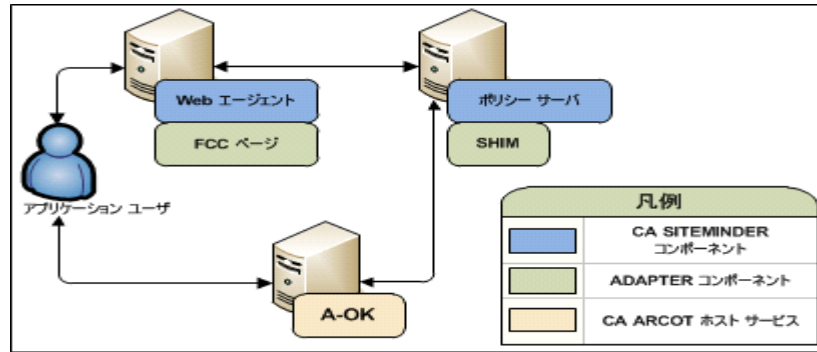 Web エージェント
FCC ページ
ポリシー サーバ
SHIM
アプリケーション ユーザ
A-OK
凡例
CA SITEMINDER
コンポーネント
ADAPTER コンポーネント
CA ARCOT ホスト サービス